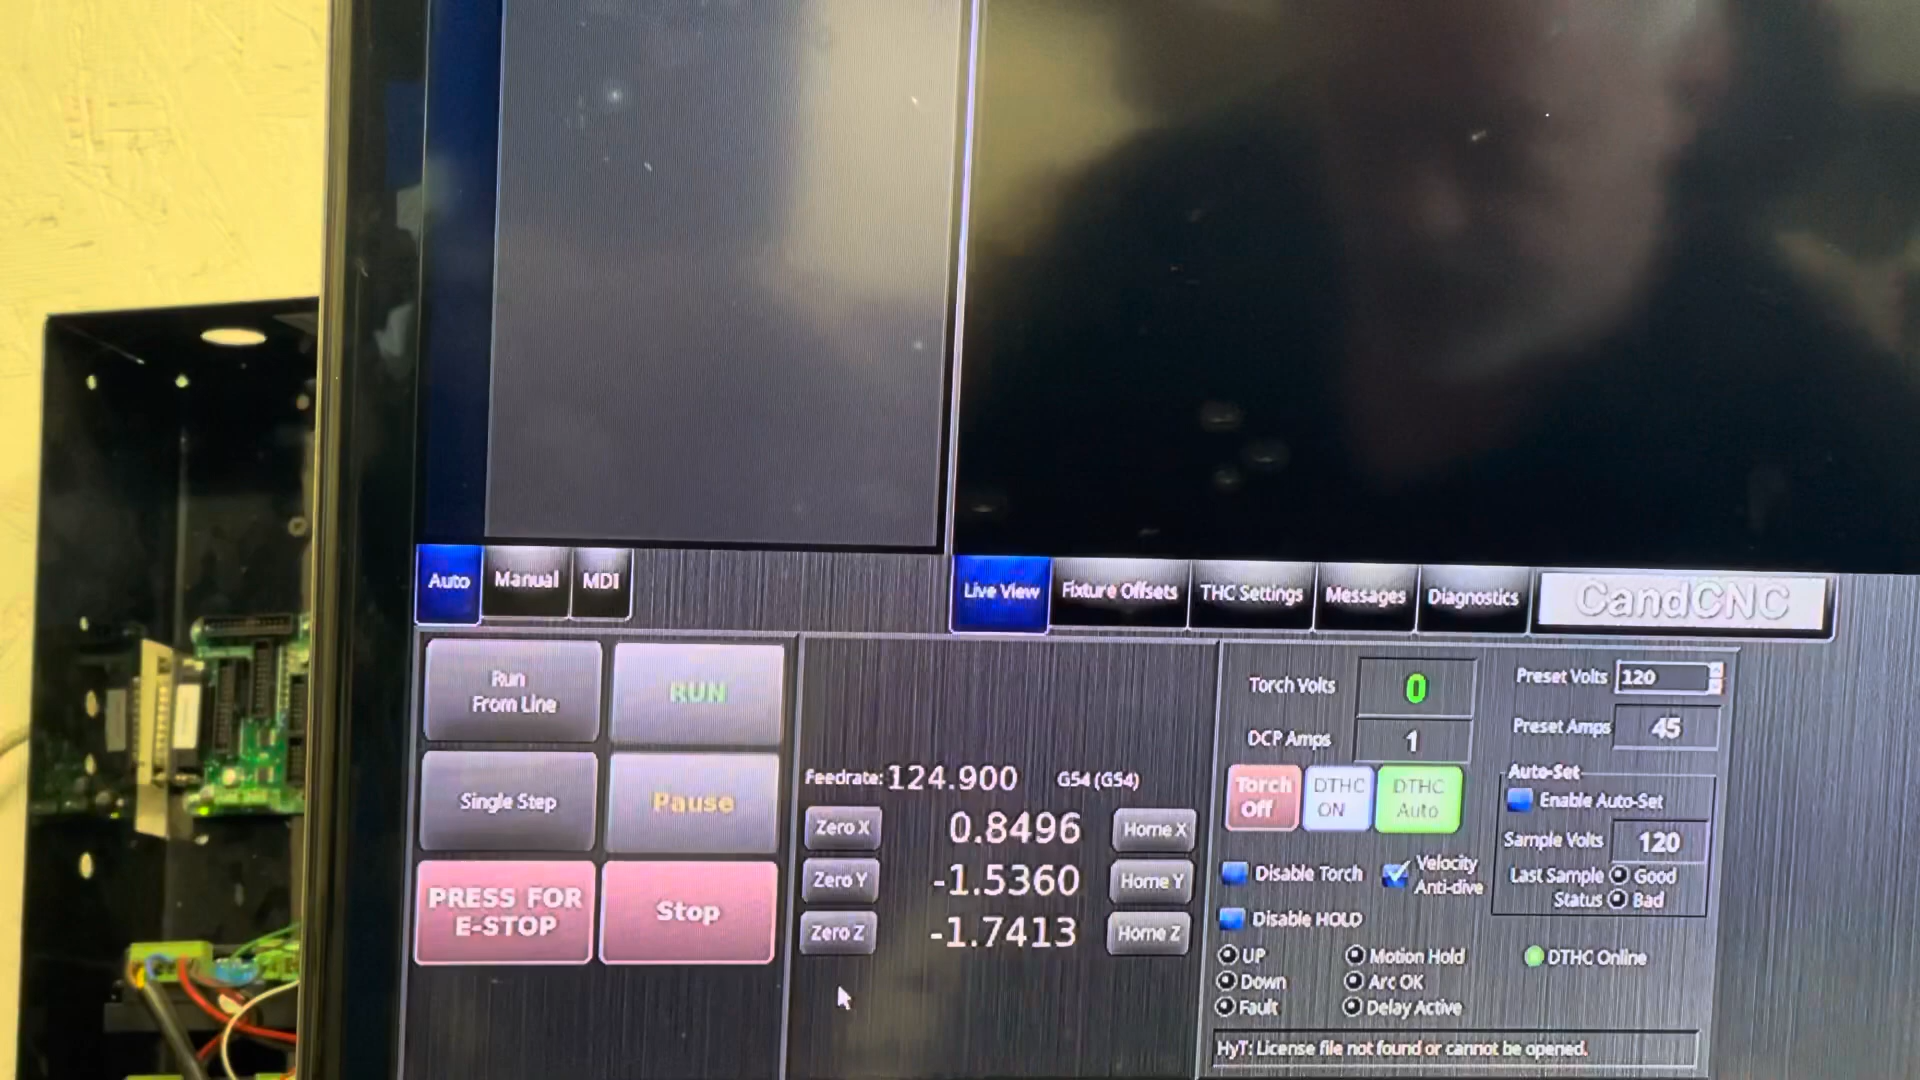 Auto Manual MDI
Live View Fixture Offsets THC Settings Messages Diagnostics CandCNC
Run
From Line
RUN
Single Step
Pause
PRESS FOR
E-STOP
Stop
Feedrate: 124.900 G54 (G54)
Zero X 0.8496 Home X
Zero Y -1.5360 Home Y
Zero Z -1.7413 Home Z
Torch Volts 0
DCP Amps 1
Torch
Off
DTHC
ON
DTHC
Auto
Disable Torch
Velocity
Anti-dive
Disable HOLD
UP Motion Hold
Down Arc OK
Fault Delay Active
Preset Volts 120
Preset Amps 45
Auto-Set
Enable Auto-Set
Sample Volts 120
Last Sample Good
Status Bad
DTHC Online
HyT: License file not found or cannot be opened.